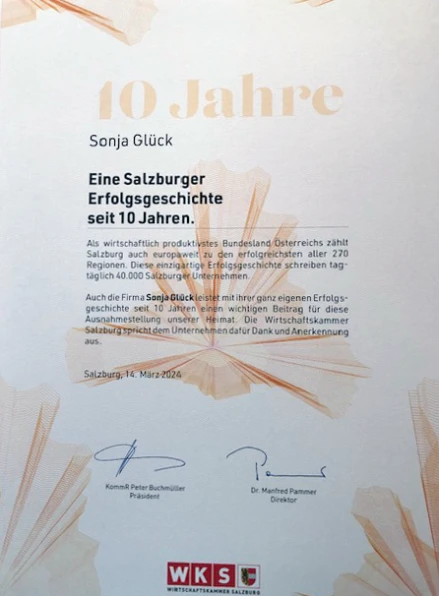 10 Jahre
Sonja Glück
Eine Salzburger
Erfolgsgeschichte
seit 10 Jahren.
Als wirtschaftlich produktivstes Bundesland Österreichs zählt
Salzburg auch europaweit zu den erfolgreichsten aller 270
Regionen. Diese einzigartige Erfolgsgeschichte schreiben tag-
täglich 40.000 Salzburger Unternehmen.
Auch die Firma Sonja Glück leistet mit ihrer ganz eigenen Erfolgs-
geschichte seit 10 Jahren einen wichtigen Beitrag für diese
Ausnahmestellung unserer Heimat. Die Wirtschaftskammer
Salzburg spricht dem Unternehmen dafür Dank und Anerkennung
aus.
Salzburg, 14. März 2024
KommR Peter Buchmüller
Präsident
Dr. Manfred Pammer
Direktor
WKS
WIRTSCHAFTSKAMMER SALZBURG